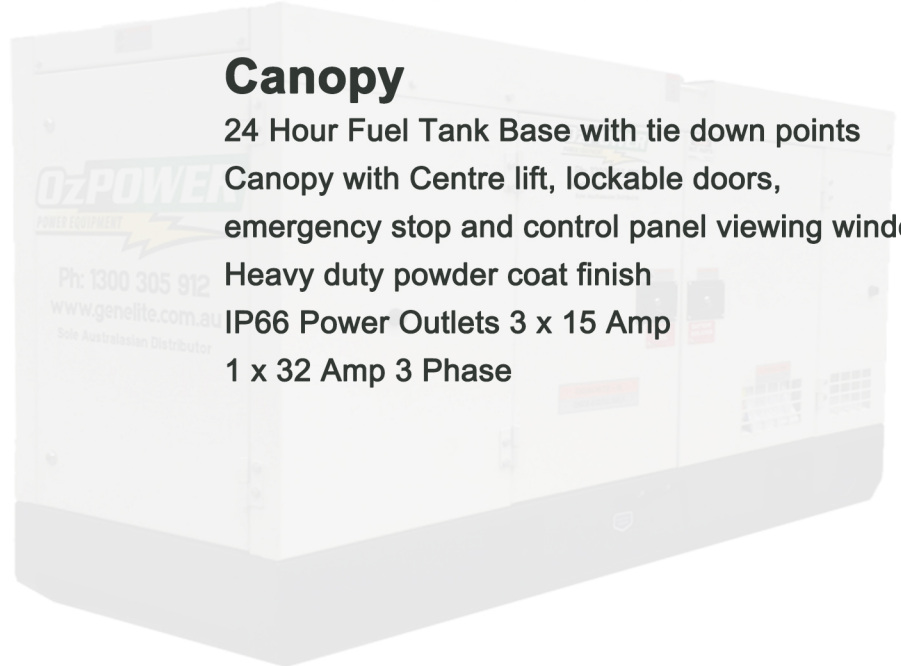 Canopy
24 Hour Fuel Tank Base with tie down points
Canopy with Centre lift, lockable doors,
emergency stop and control panel viewing wind
Heavy duty powder coat finish
IP66 Power Outlets 3 x 15 Amp
1 x 32 Amp 3 Phase
OzPOWER
POWER EQUIPMENT
Ph: 1300 305 912
www.genelite.com.au
Sole Australasian Distributor